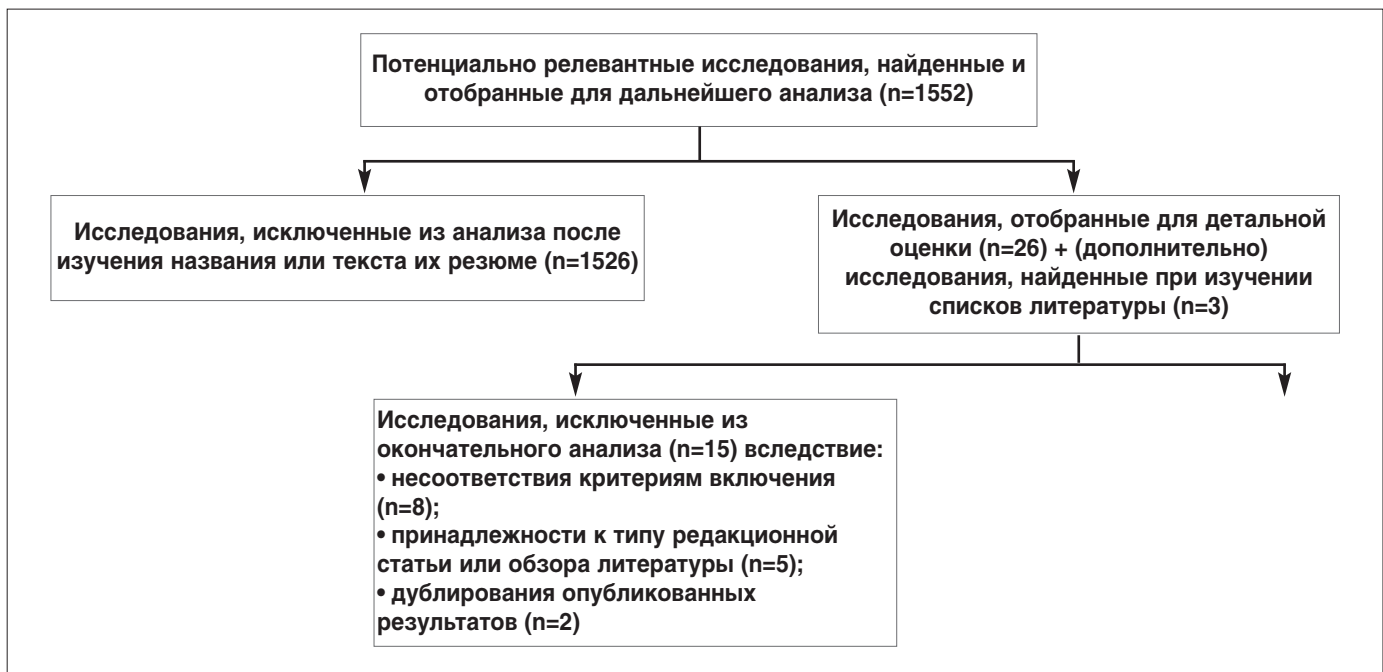 Потенциально релевантные исследования, найденные и
отобранные для дальнейшего анализа (n=1552)
Исследования, исключенные из анализа после
изучения названия или текста их резюме (n=1526)
Исследования, отобранные для детальной
оценки (n=26) + (дополнительно)
исследования, найденные при изучении
списков литературы (n=3)
Исследования, исключенные из
окончательного анализа (n=15) вследствие:
• несоответствия критериям включения
(n=8);
• принадлежности к типу редакционной
статьи или обзора литературы (n=5);
• дублирования опубликованных
результатов (n=2)